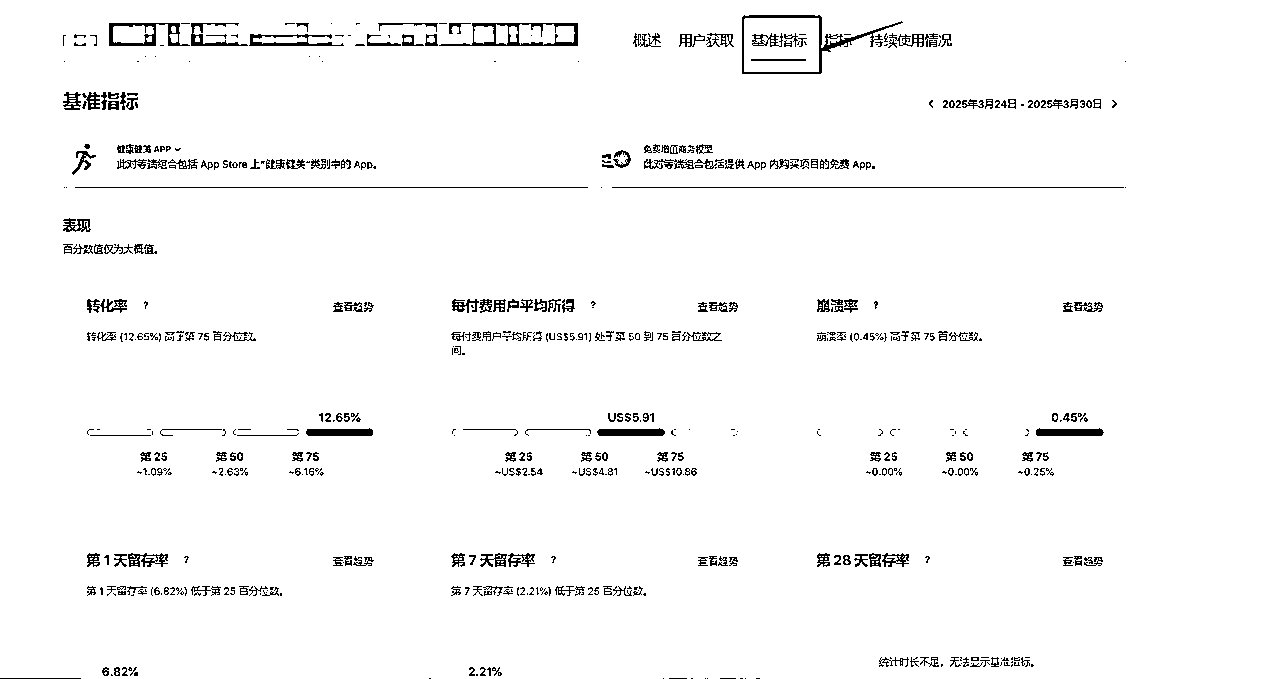 概述 用户获取 基准指标 指标 持续使用情况
基准指标
2025年3月24日 - 2025年3月30日
健康健美 APP
此对等端组合包括 App Store 上“健康健美”类别中的 App。
免费增值商务模型
此对等端组合包括提供 App 内购买项目的免费 App。
表现
百分数值仅为大概值。
转化率 ? 查看趋势
转化率 (12.65%) 高于第 75 百分位数。
12.65%
第 25 第 50 第 75
~1.09% ~2.63% ~6.16%
每付费用户平均所得 ? 查看趋势
每付费用户平均所得 (US$5.91) 处于第 50 到 75 百分位数之
间。
US$5.91
第 25 第 50 第 75
~US$2.54 ~US$4.81 ~US$10.86
崩溃率 ? 查看趋势
崩溃率 (0.45%) 高于第 75 百分位数。
0.45%
第 25 第 50 第 75
~0.00% ~0.00% ~0.25%
第 1 天留存率 ? 查看趋势
第 1 天留存率 (6.82%) 低于第 25 百分位数。
6.82%
第 7 天留存率 ? 查看趋势
第 7 天留存率 (2.21%) 低于第 25 百分位数。
2.21%
第 28 天留存率 ? 查看趋势
统计时长不足，无法显示基准指标。